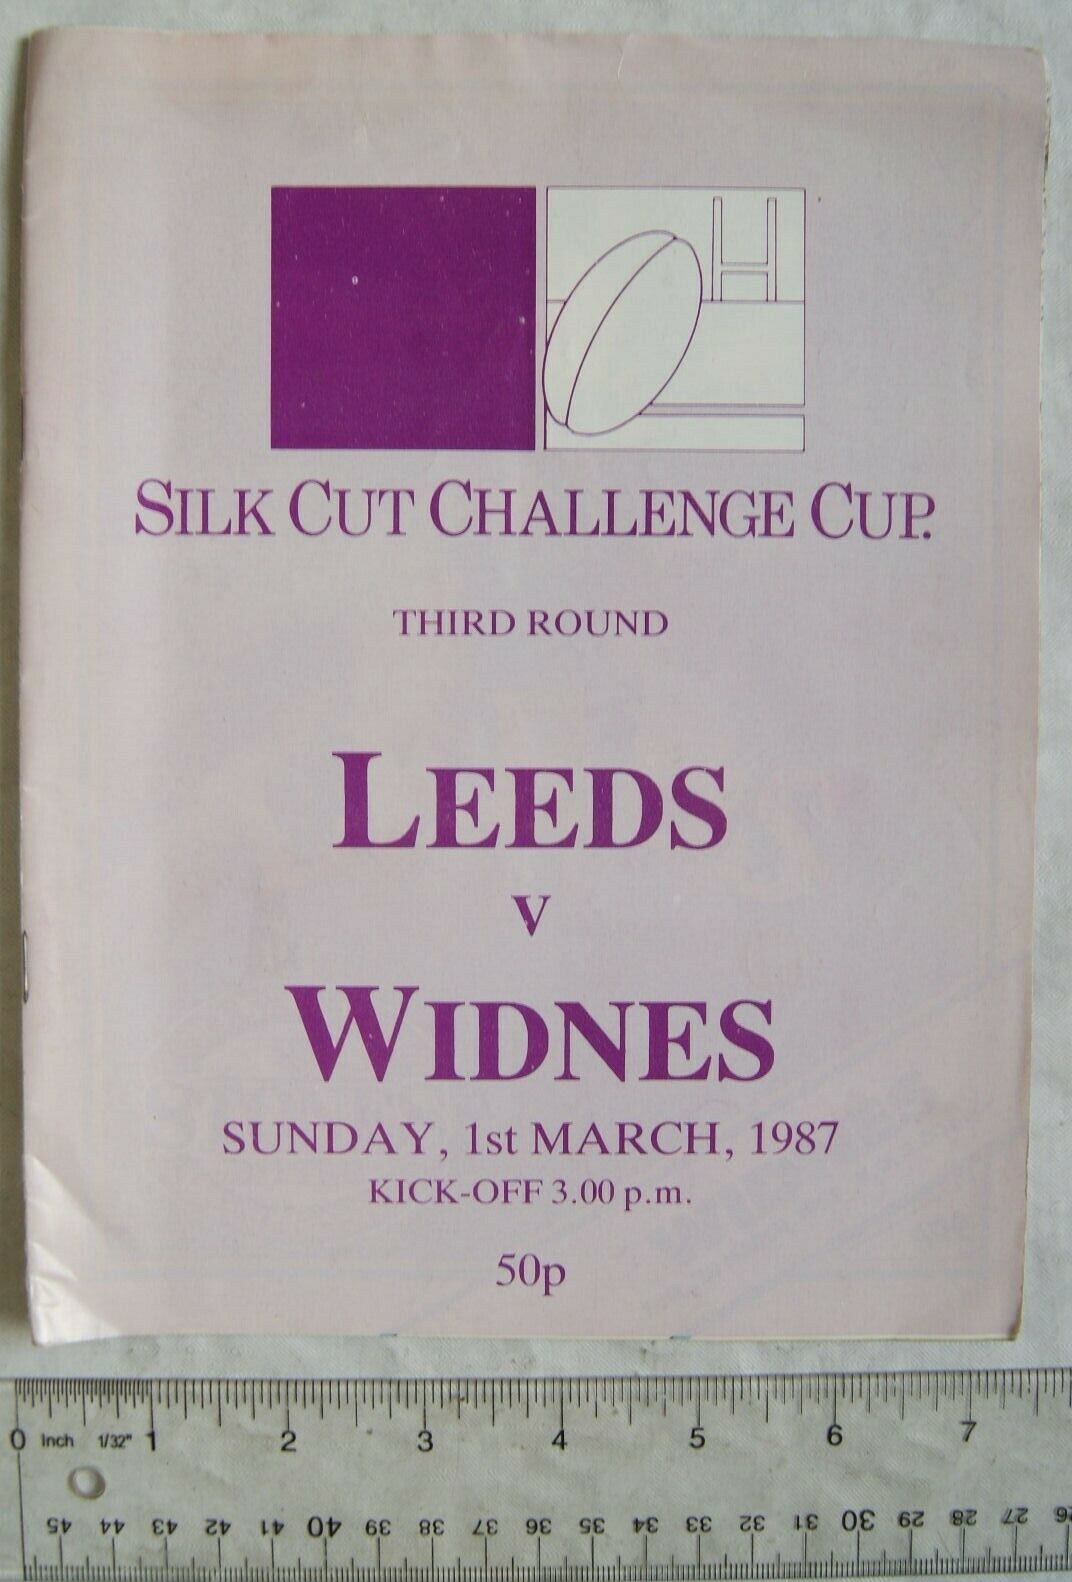 SILK CUT CHALLENGE CUP.
THIRD ROUND
LEEDS
V
WIDNES
SUNDAY, 1st MARCH, 1987
KICK-OFF 3.00 p.m.
50p
0 Inch 1/32" 1 2 3 4 5 6 7
45 44 43 42 41 40 39 38 37 36 35 34 33 32 31 30 29 28 27 26